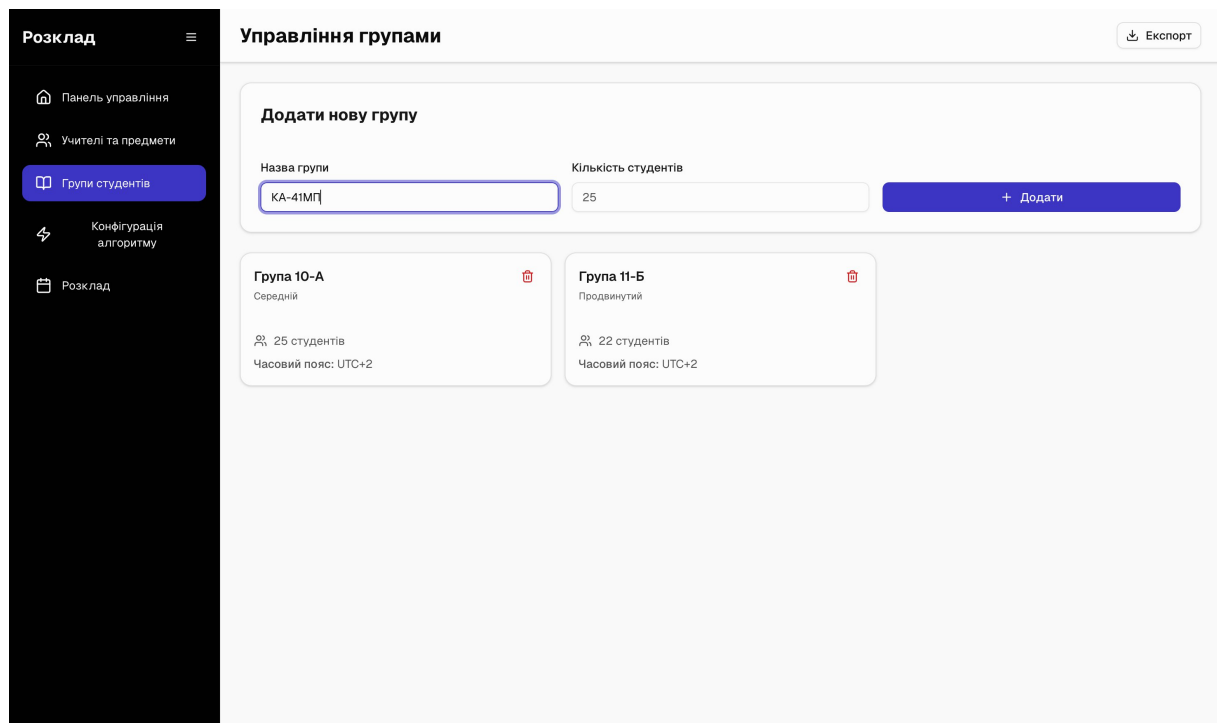 Розклад
Панель управління
Учителі та предмети
Групи студентів
Конфігурація
алгоритму
Розклад
Управління групами
Експорт
Додати нову групу
Назва групи
Кількість студентів
КА-41МП
25
Додати
Група 10-А
Середній
25 студентів
Часовий пояс: UTC+2
Група 11-Б
Продвинутий
22 студентів
Часовий пояс: UTC+2